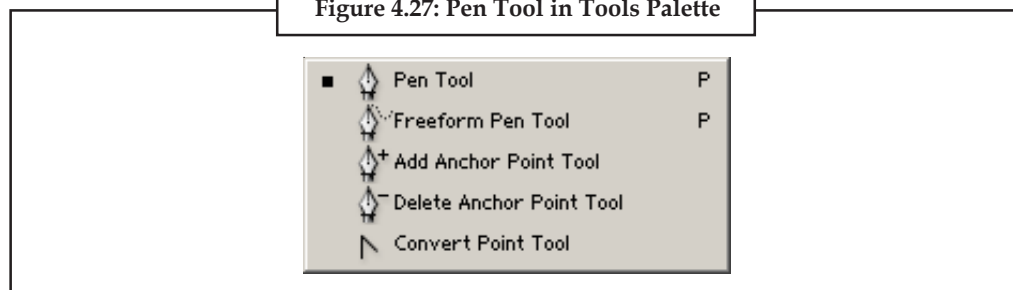 Figure 4.27: Pen Tool in Tools Palette
Pen Tool P
Freeform Pen Tool P
Add Anchor Point Tool
Delete Anchor Point Tool
Convert Point Tool